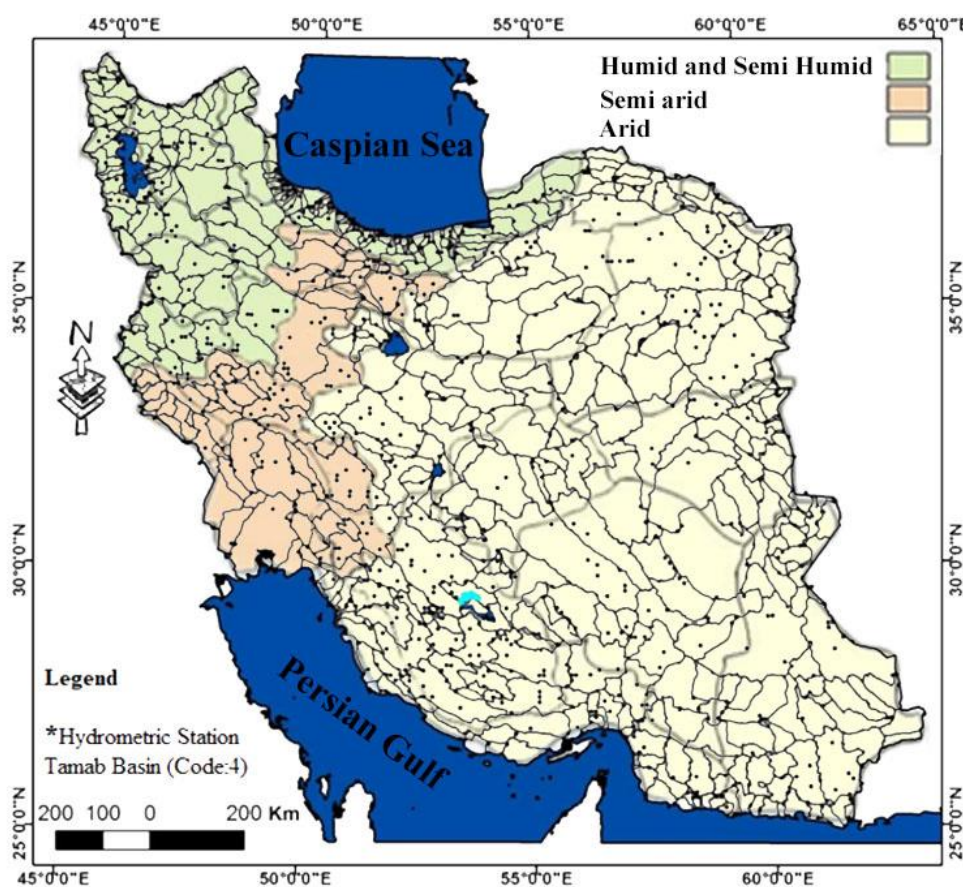 45°0'0"E
50°0'0"E
55°0'0"E
60°0'0"E
65°0'0"E
Humid and Semi Humid
Semi arid
Arid
Caspian Sea
35°0'0"N
35°0'0"N
N
30°0'0"N
30°0'0"N
Persian Gulf
Legend
*Hydrometric Station
Tamab Basin (Code:4)
200 100 0 200 Km
25°0'0"N
25°0'0"N
45°0'0"E
50°0'0"E
55°0'0"E
60°0'0"E